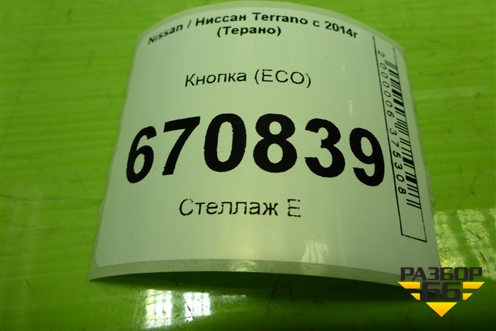 Nissan / Ниссан Terrano с 2014г
(Терано)
Кнопка (ECO)
670839
Стеллаж Е
2000006375308
РАЗБОР
66